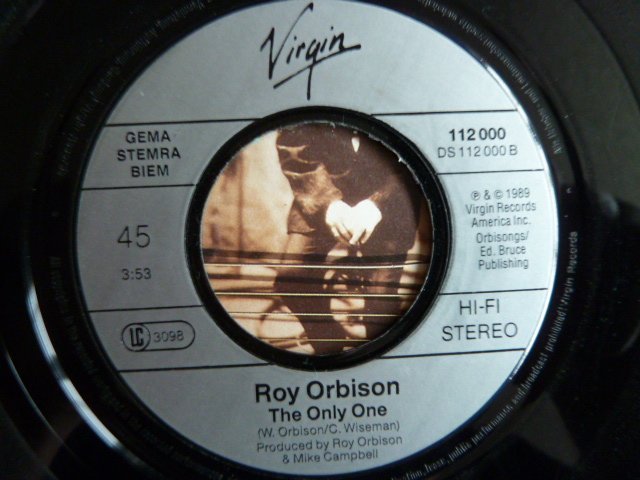 Virgin
GEMA
STEMRA
BIEM
45
3:53
LC 3098
112 000
DS 112 000 B
℗ & © 1989
Virgin Records
America Inc.
Orbisongs/
Ed. Bruce
Publishing
HI-FI
STEREO
Roy Orbison
The Only One
(W. Orbison/C. Wiseman)
Produced by Roy Orbison
& Mike Campbell